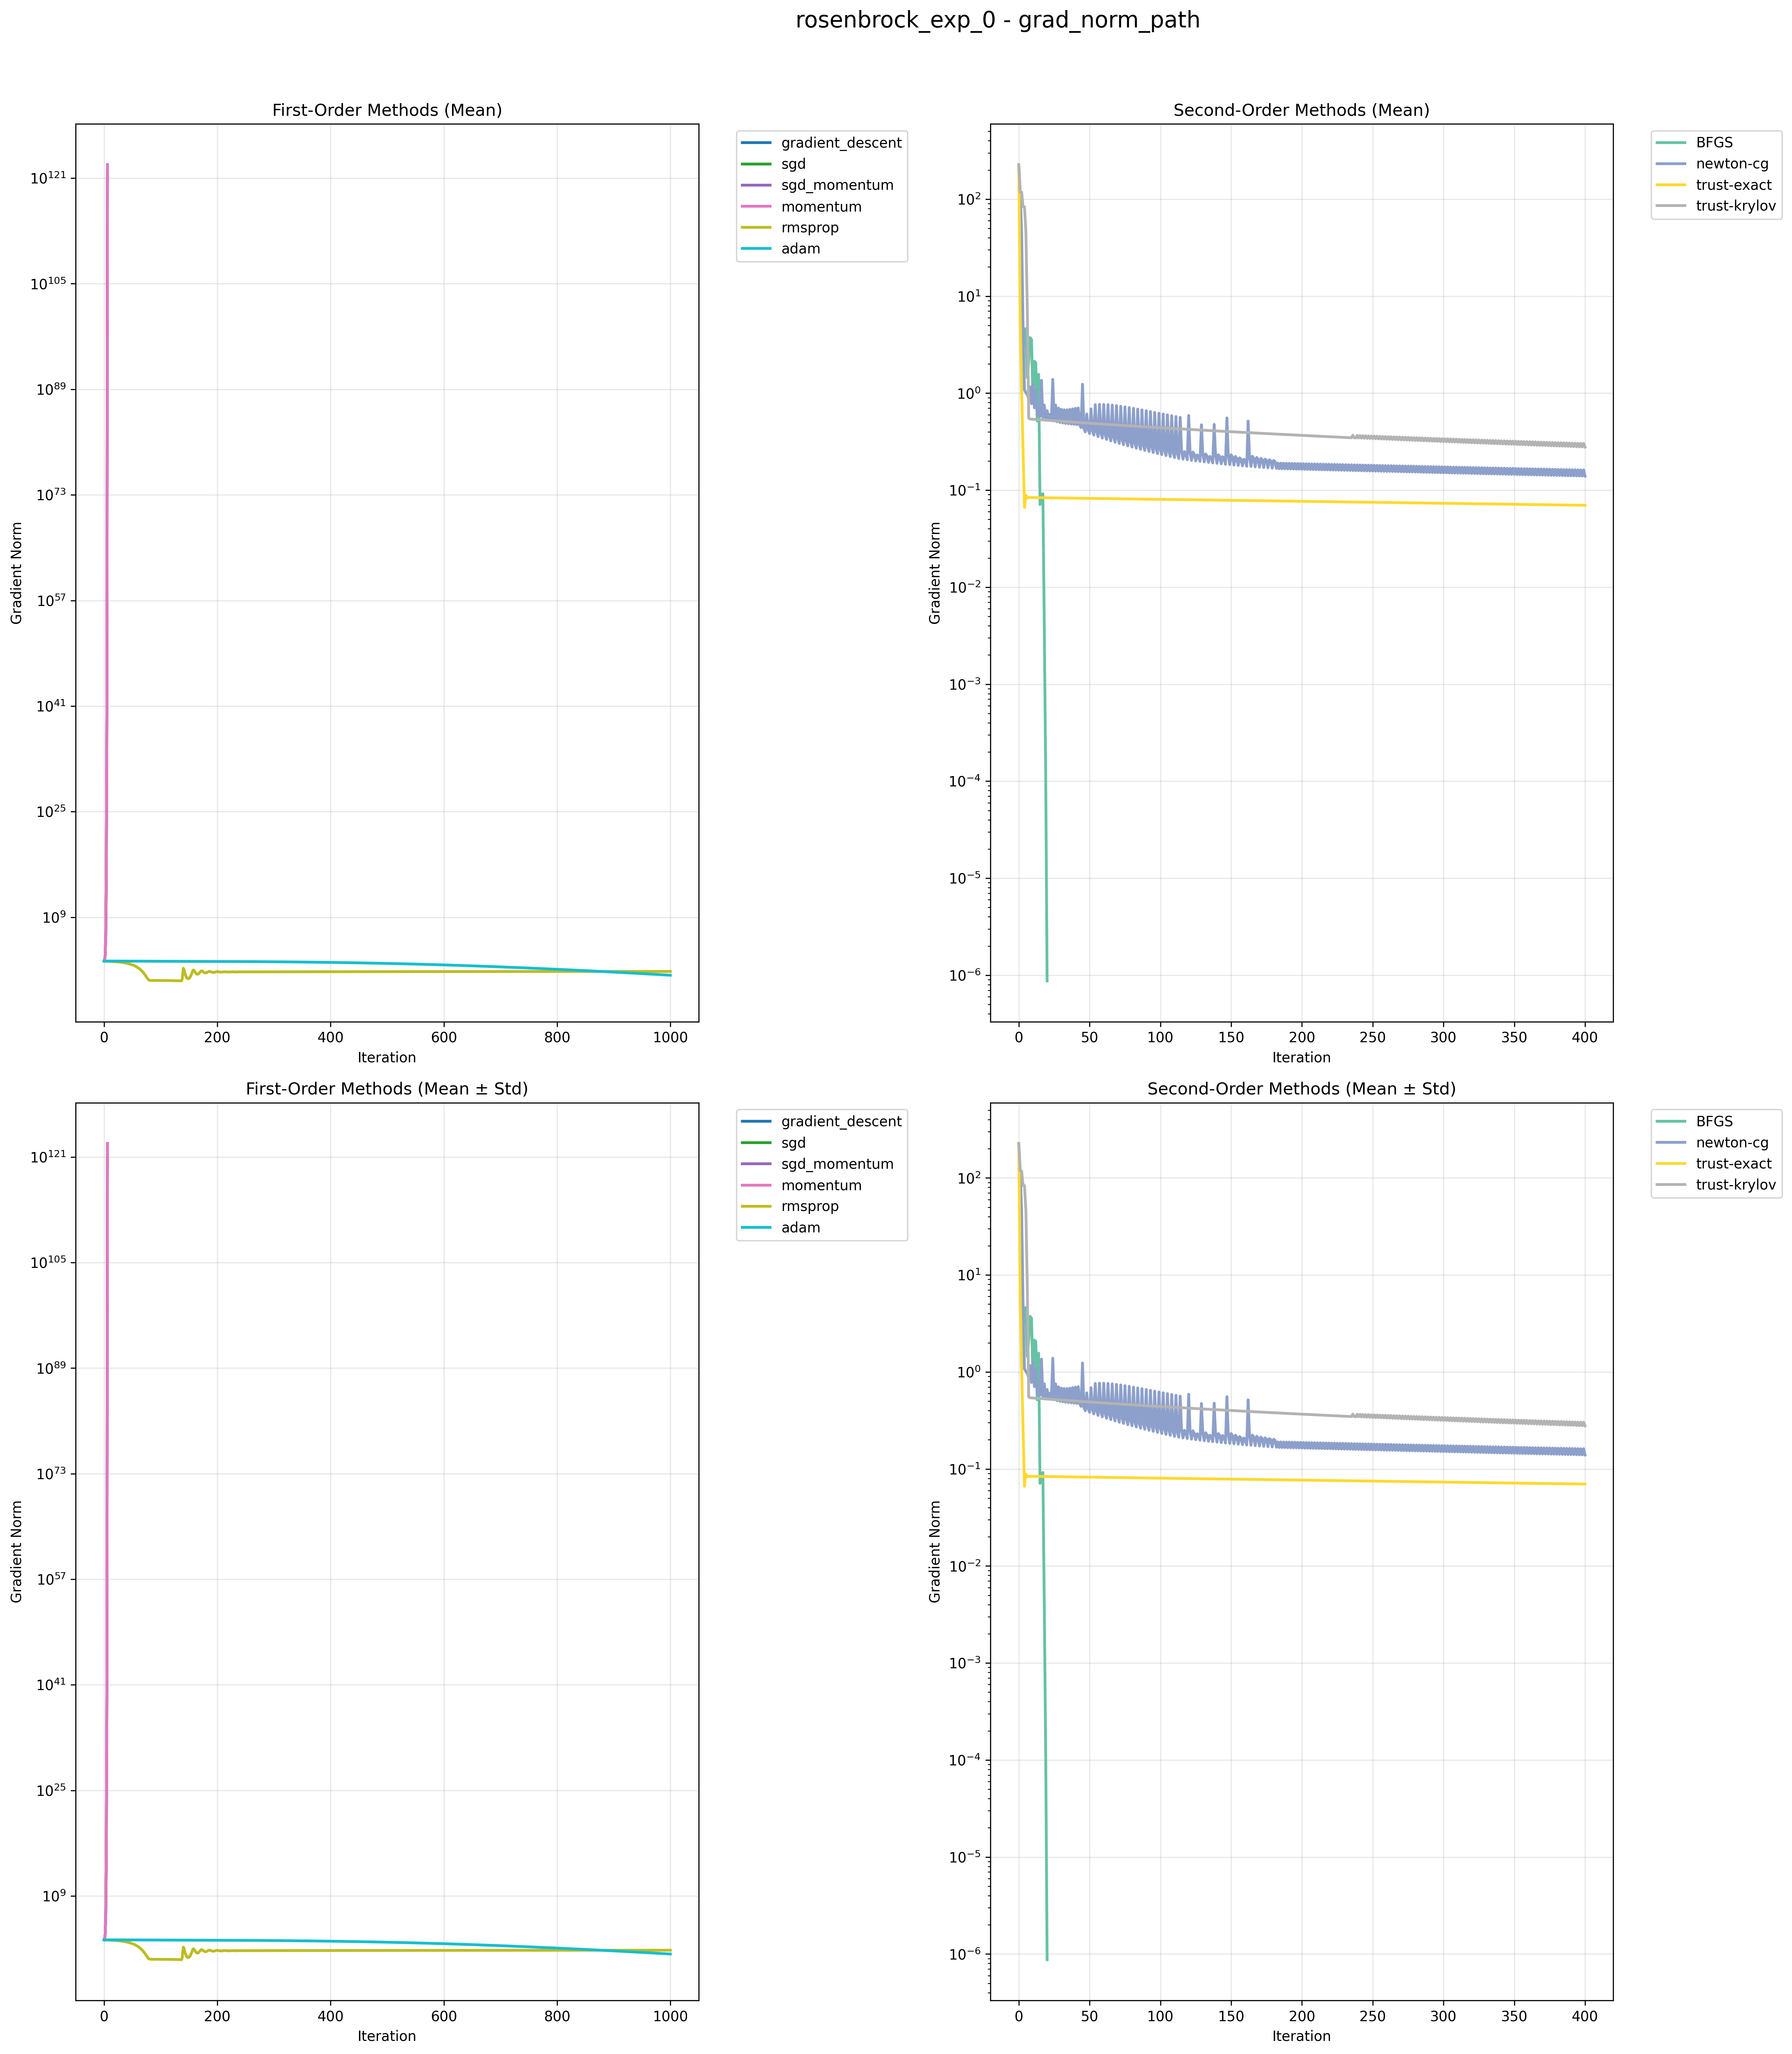 rosenbrock_exp_0 - grad_norm_path
First-Order Methods (Mean)
10^121
10^105
10^89
10^73
10^57
10^41
10^25
10^9
Gradient Norm
0 200 400 600 800 1000
Iteration
gradient_descent
sgd
sgd_momentum
momentum
rmsprop
adam
Second-Order Methods (Mean)
10^2
10^1
10^0
10^−1
10^−2
10^−3
10^−4
10^−5
10^−6
Gradient Norm
0 50 100 150 200 250 300 350 400
Iteration
BFGS
newton-cg
trust-exact
trust-krylov
First-Order Methods (Mean ± Std)
10^121
10^105
10^89
10^73
10^57
10^41
10^25
10^9
Gradient Norm
0 200 400 600 800 1000
Iteration
gradient_descent
sgd
sgd_momentum
momentum
rmsprop
adam
Second-Order Methods (Mean ± Std)
10^2
10^1
10^0
10^−1
10^−2
10^−3
10^−4
10^−5
10^−6
Gradient Norm
0 50 100 150 200 250 300 350 400
Iteration
BFGS
newton-cg
trust-exact
trust-krylov